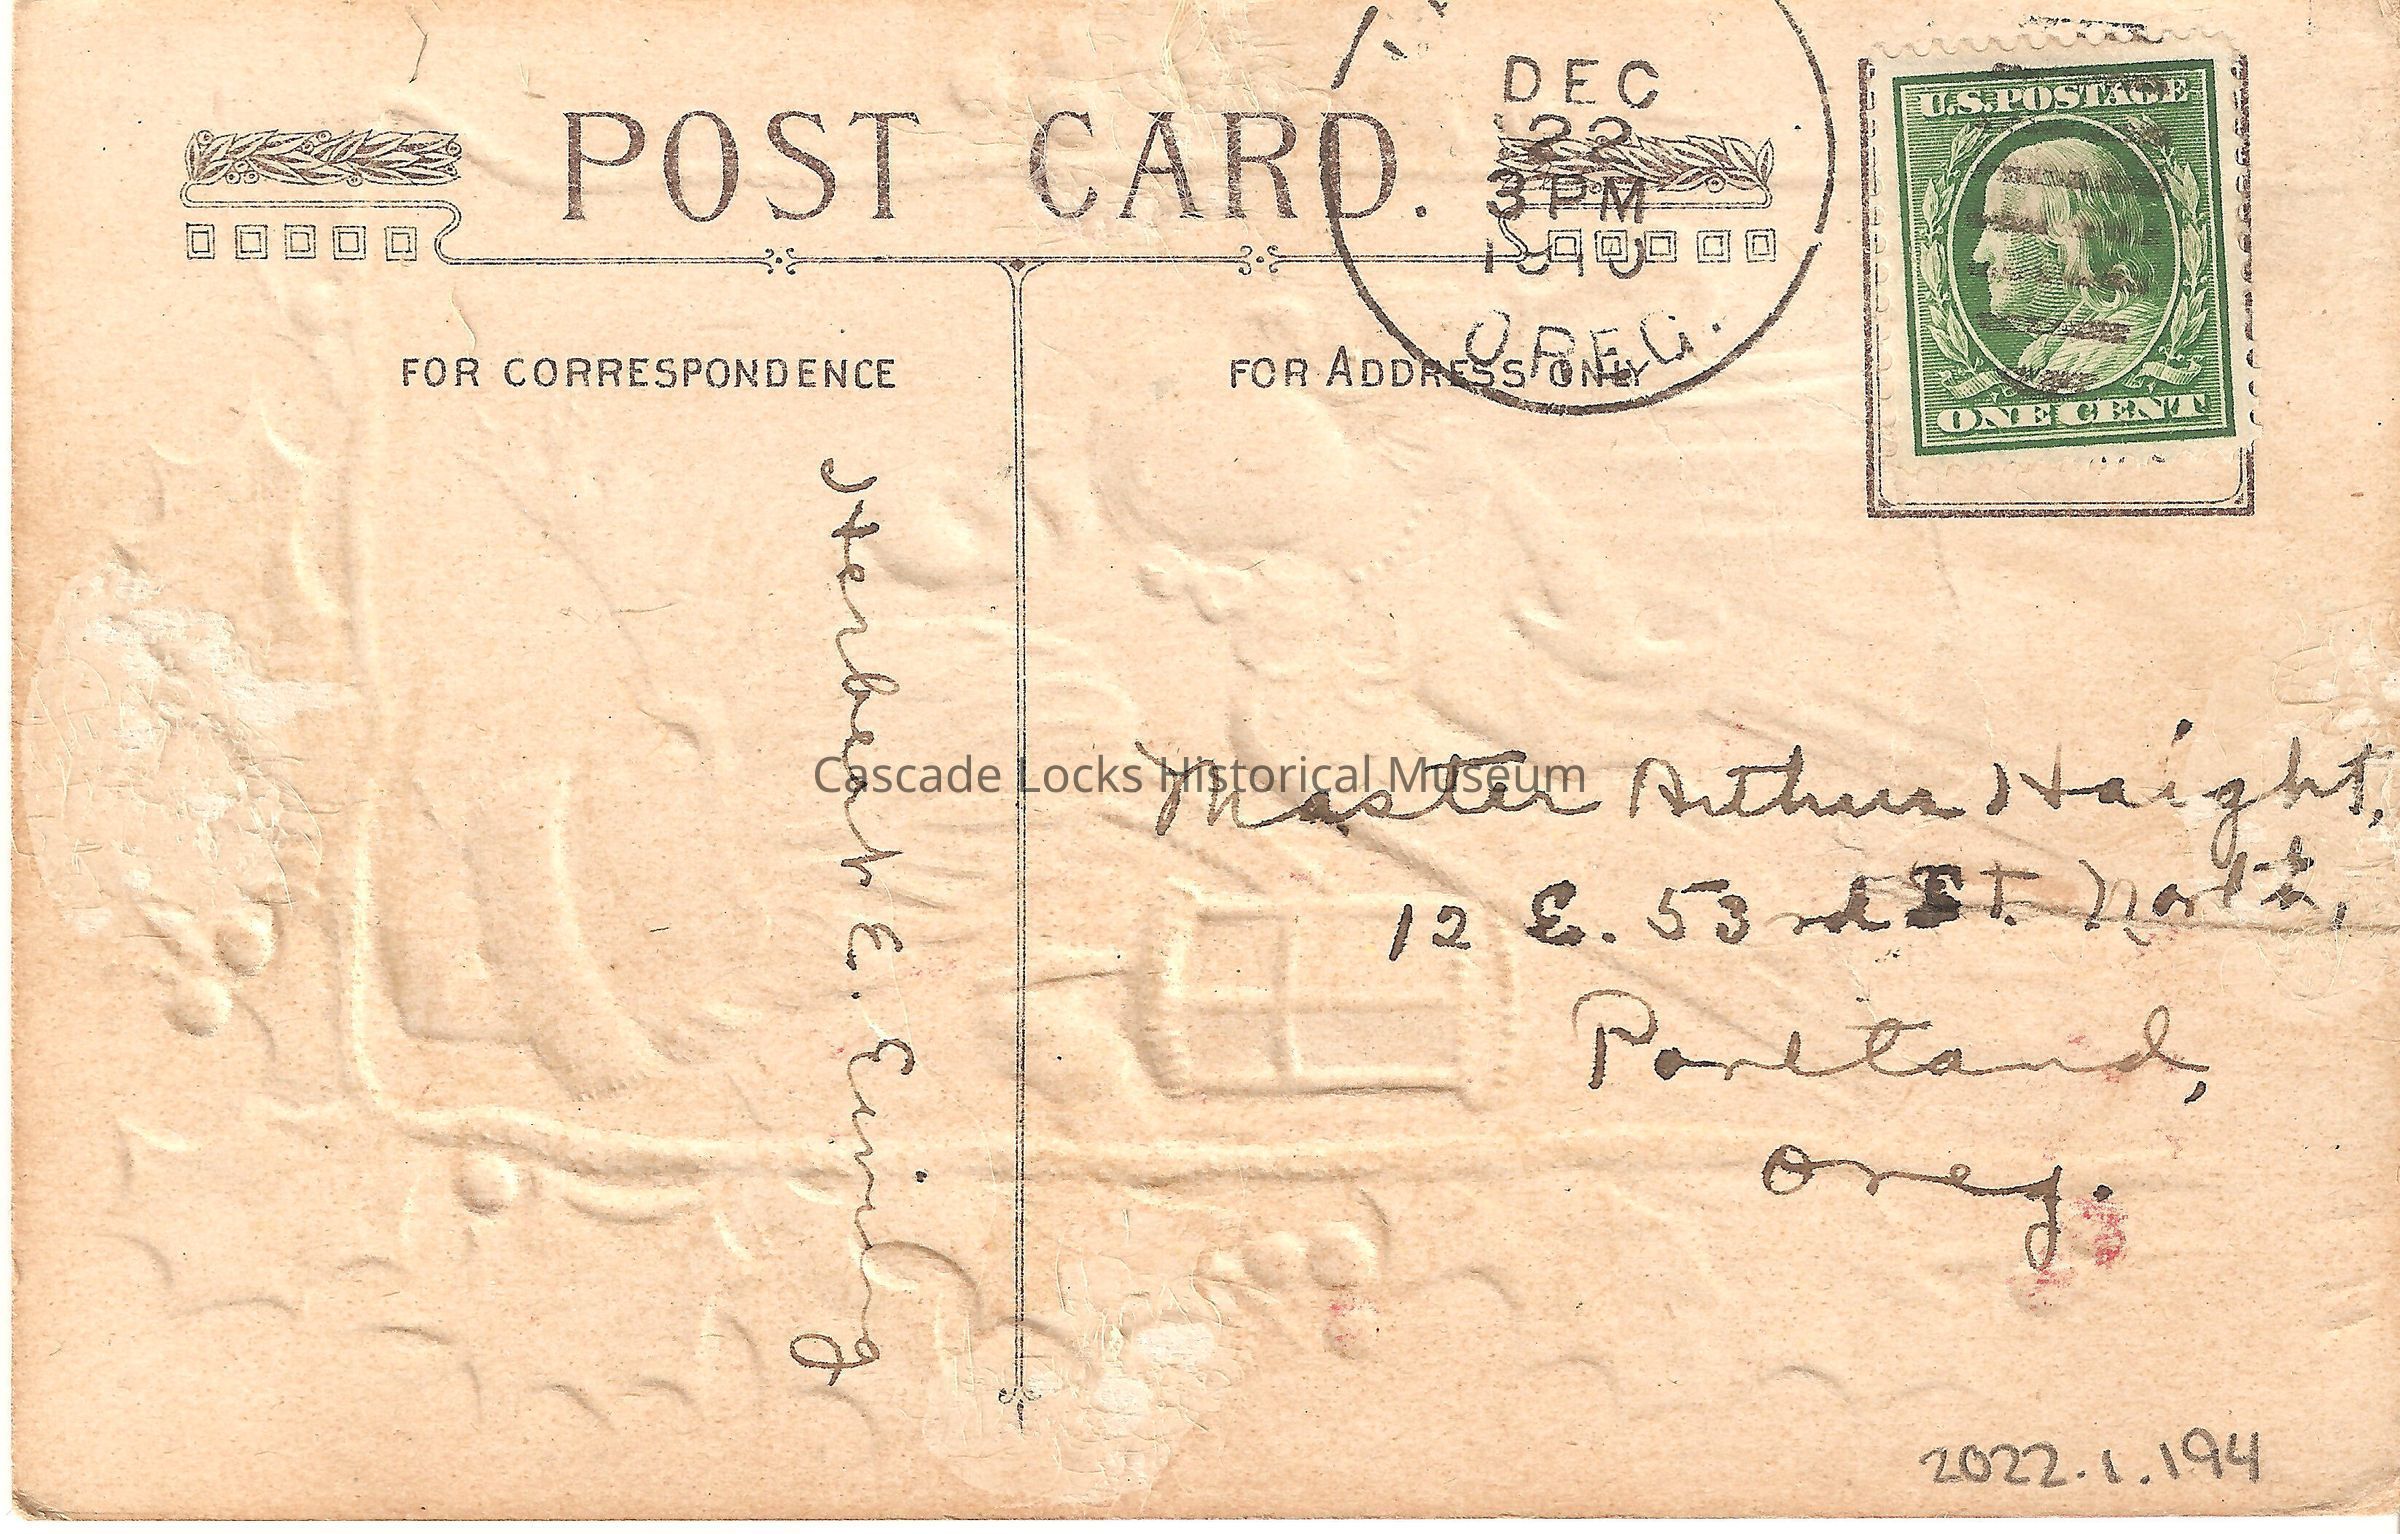 POST CARD.
DEC
22
3 PM
1910
OREG.
U.S. POSTAGE
ONE CENT
FOR CORRESPONDENCE
FOR ADDRESS ONLY
Herbert E. Ewing
Cascade Locks Historical Museum
Master Arthur Haight,
12 E. 53rd St. North,
Portland,
Oreg.
2022.1.194